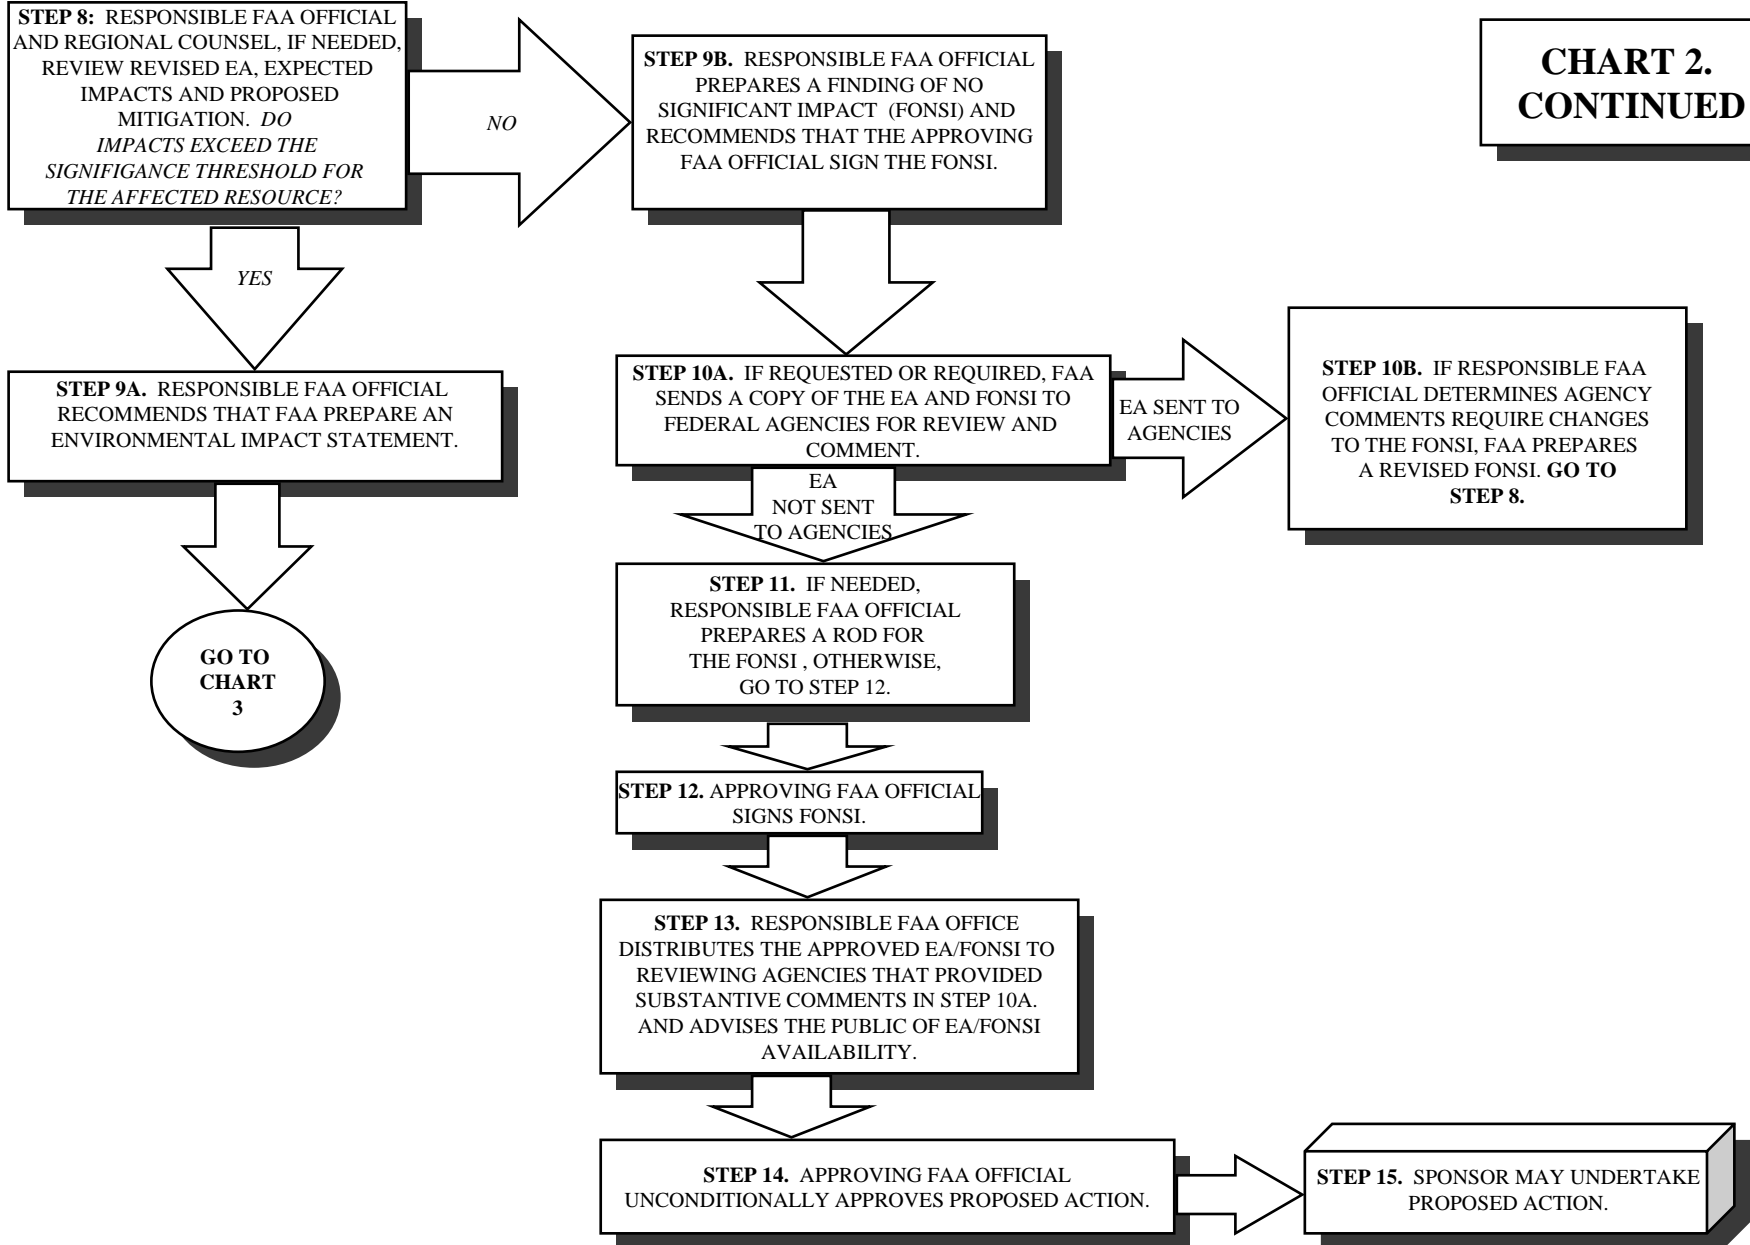 STEP 8: RESPONSIBLE FAA OFFICIAL
AND REGIONAL COUNSEL, IF NEEDED,
REVIEW REVISED EA, EXPECTED
IMPACTS AND PROPOSED
MITIGATION. DO
IMPACTS EXCEED THE
SIGNIFIGANCE THRESHOLD FOR
THE AFFECTED RESOURCE?
NO
STEP 9B. RESPONSIBLE FAA OFFICIAL
PREPARES A FINDING OF NO
SIGNIFICANT IMPACT (FONSI) AND
RECOMMENDS THAT THE APPROVING
FAA OFFICIAL SIGN THE FONSI.
CHART 2.
CONTINUED
YES
STEP 9A. RESPONSIBLE FAA OFFICIAL
RECOMMENDS THAT FAA PREPARE AN
ENVIRONMENTAL IMPACT STATEMENT.
GO TO
CHART
3
STEP 10A. IF REQUESTED OR REQUIRED, FAA
SENDS A COPY OF THE EA AND FONSI TO
FEDERAL AGENCIES FOR REVIEW AND
COMMENT.
EA SENT TO
AGENCIES
STEP 10B. IF RESPONSIBLE FAA
OFFICIAL DETERMINES AGENCY
COMMENTS REQUIRE CHANGES
TO THE FONSI, FAA PREPARES
A REVISED FONSI. GO TO
STEP 8.
EA
NOT SENT
TO AGENCIES
STEP 11. IF NEEDED,
RESPONSIBLE FAA OFFICIAL
PREPARES A ROD FOR
THE FONSI , OTHERWISE,
GO TO STEP 12.
STEP 12. APPROVING FAA OFFICIAL
SIGNS FONSI.
STEP 13. RESPONSIBLE FAA OFFICE
DISTRIBUTES THE APPROVED EA/FONSI TO
REVIEWING AGENCIES THAT PROVIDED
SUBSTANTIVE COMMENTS IN STEP 10A.
AND ADVISES THE PUBLIC OF EA/FONSI
AVAILABILITY.
STEP 14. APPROVING FAA OFFICIAL
UNCONDITIONALLY APPROVES PROPOSED ACTION.
STEP 15. SPONSOR MAY UNDERTAKE
PROPOSED ACTION.